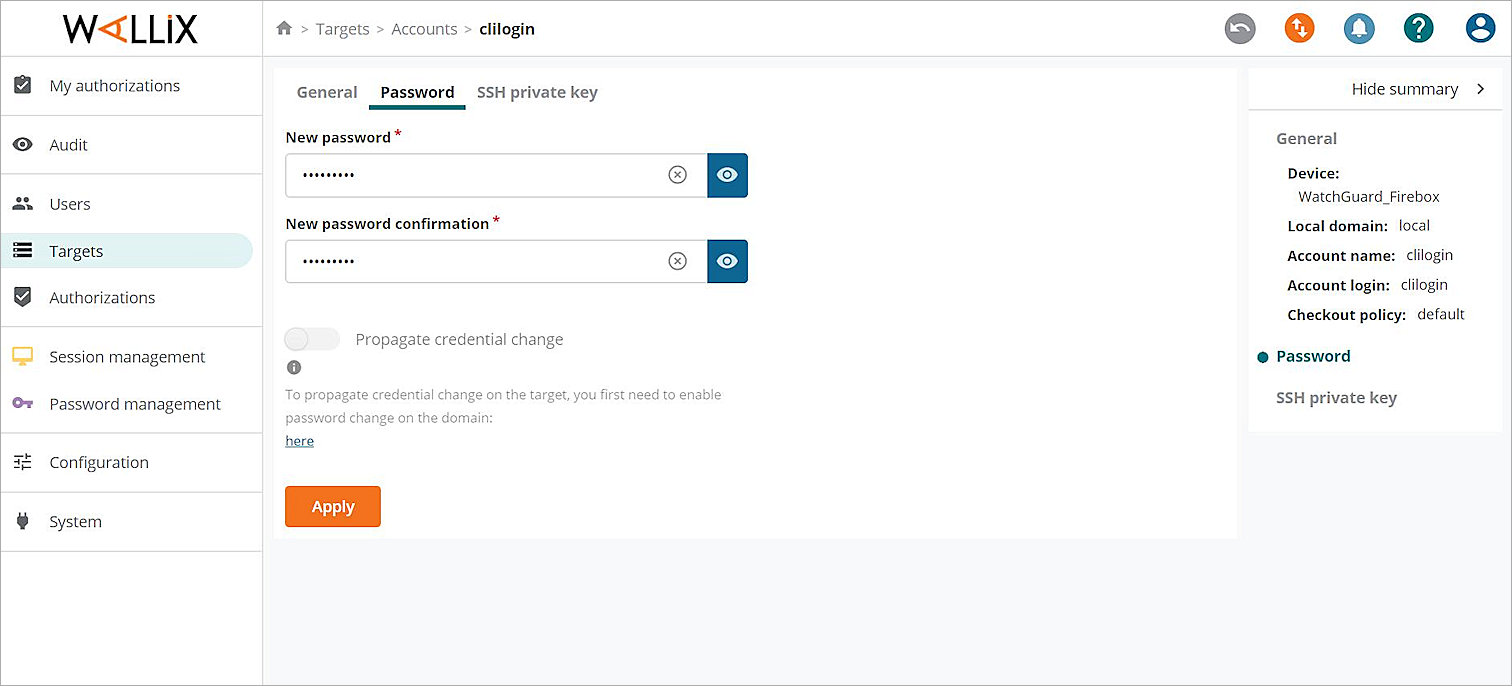 WALLIX
> Targets > Accounts > clilogin
My authorizations
Audit
Users
Targets
Authorizations
Session management
Password management
Configuration
System
General Password SSH private key
New password *
•••••••••
New password confirmation *
•••••••••
Propagate credential change
To propagate credential change on the target, you first need to enable
password change on the domain:
here
Apply
Hide summary >
General
Device:
WatchGuard_Firebox
Local domain: local
Account name: clilogin
Account login: clilogin
Checkout policy: default
Password
SSH private key